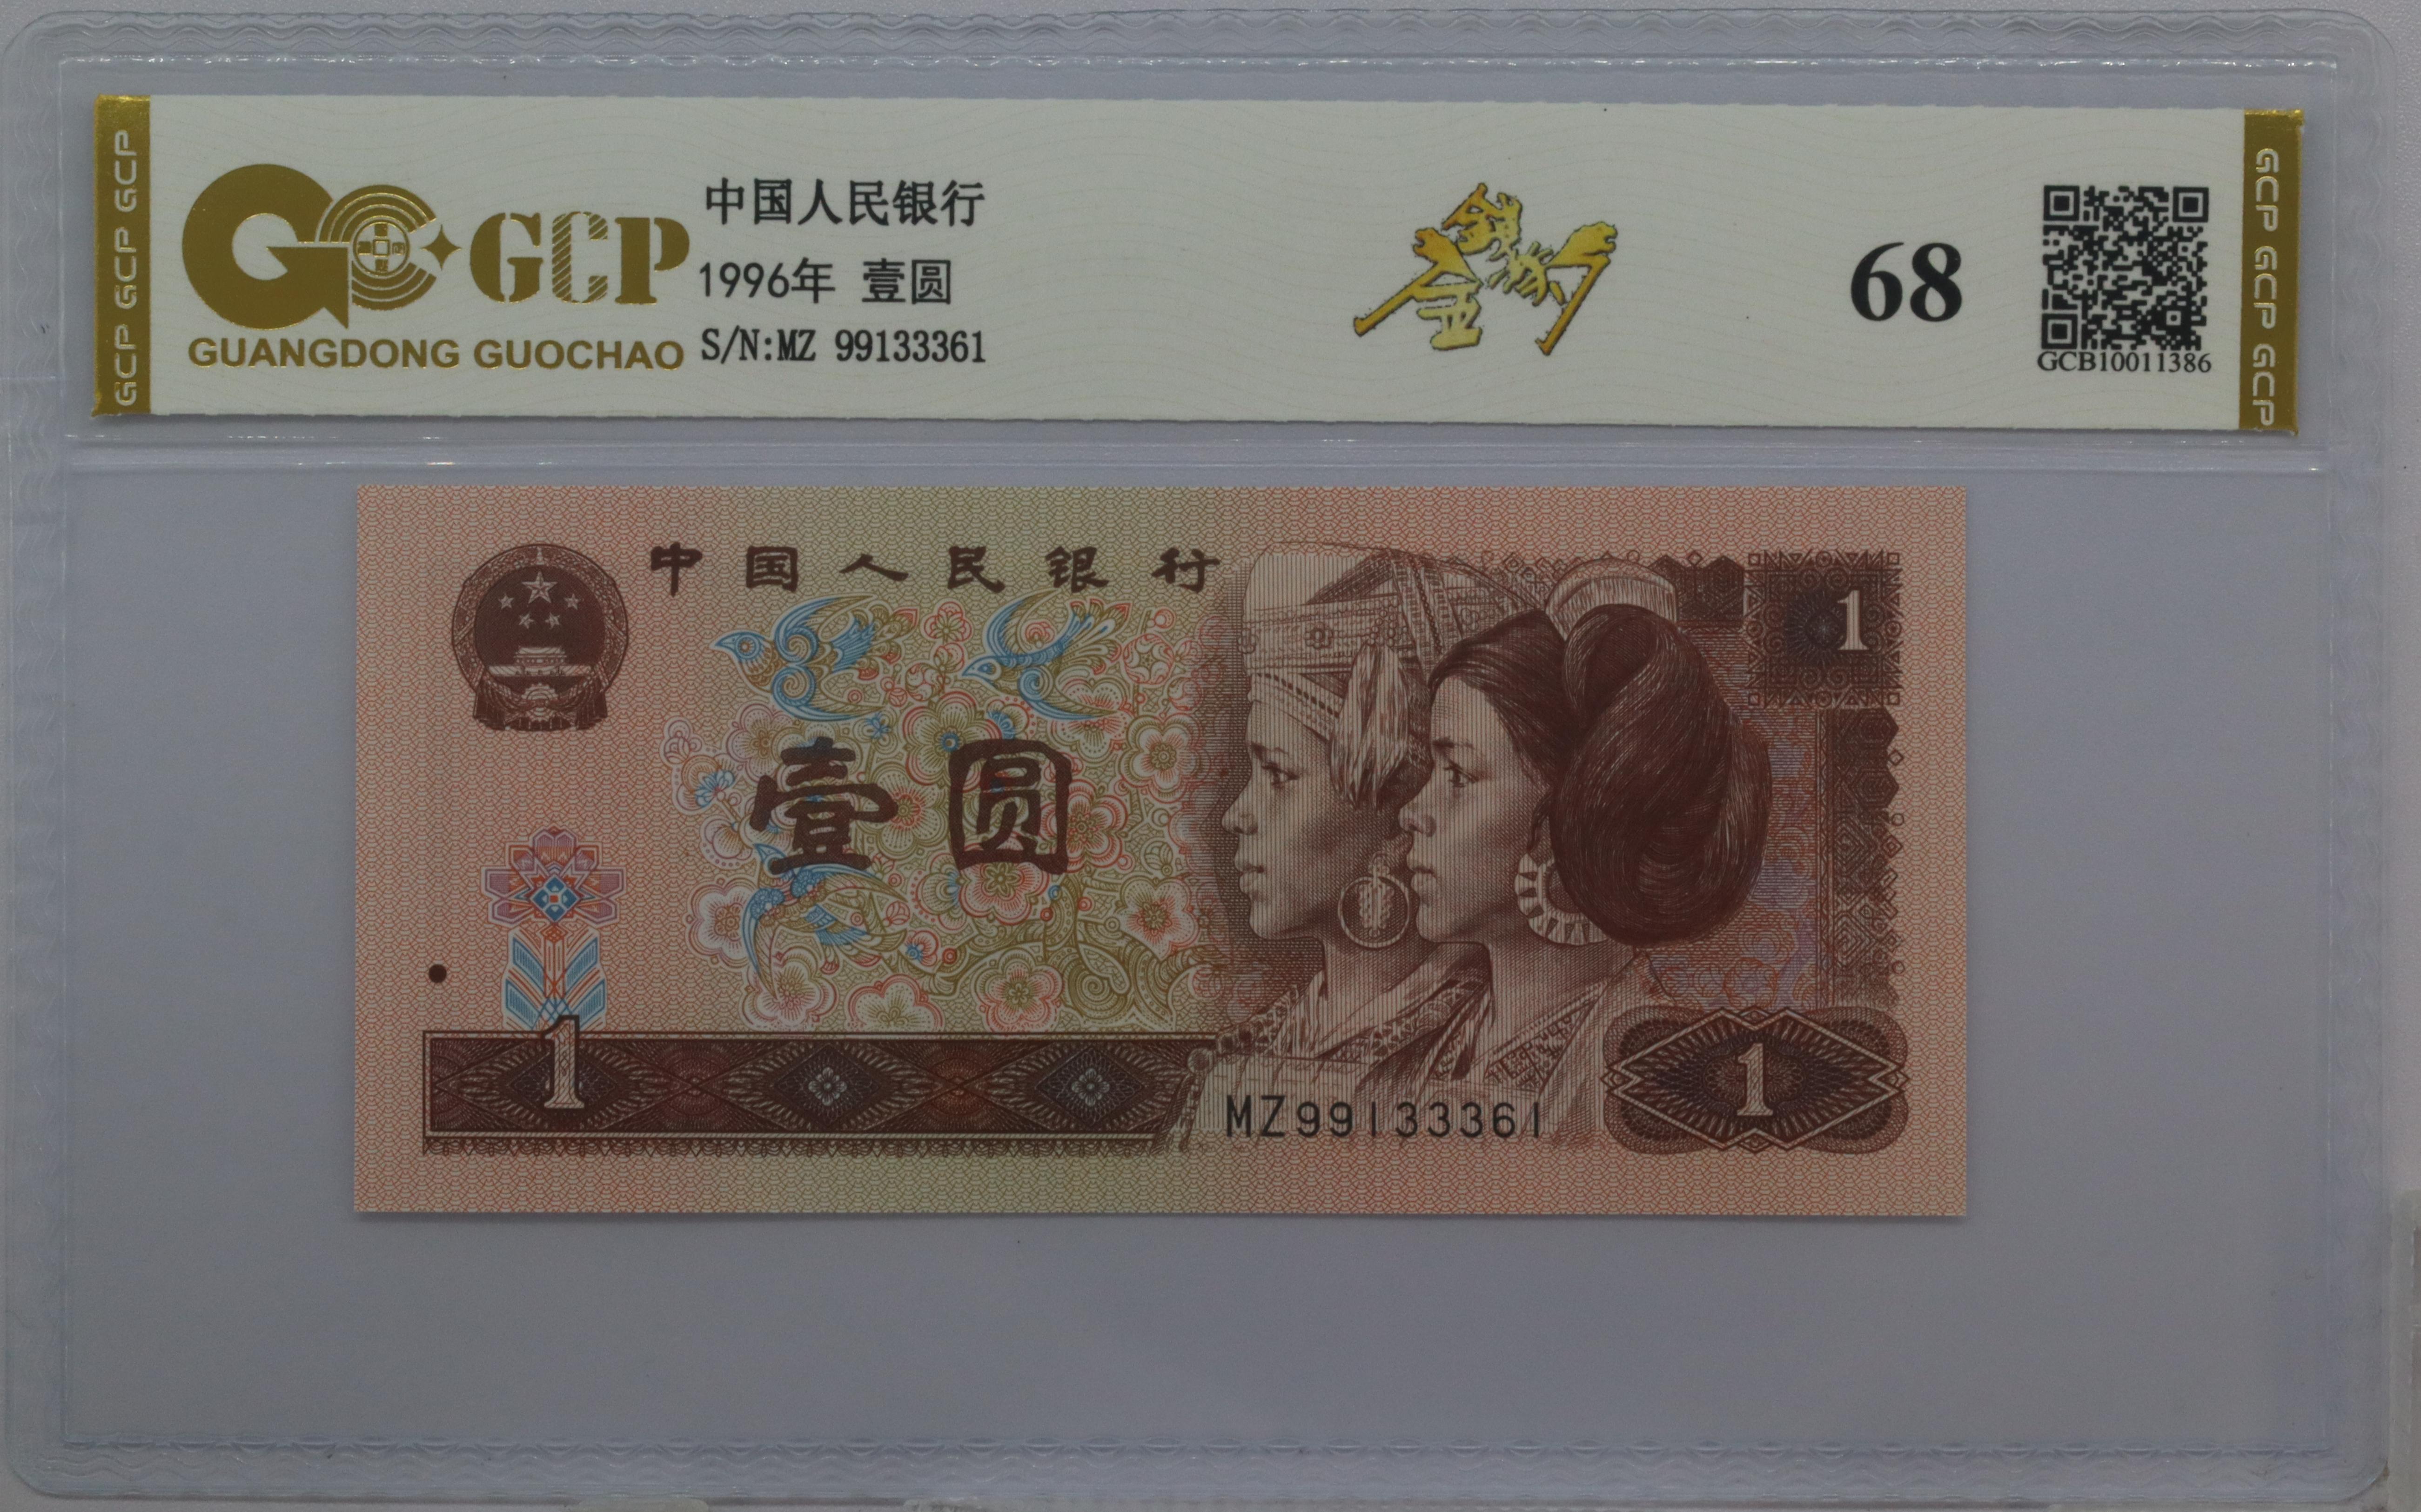 GCP GCP GCP
GCP
GUANGDONG GUOCHAO
中国人民银行
1996年 壹圆
S/N:MZ 99133361
金钱豹
68
GCB10011386
GCP GCP GCP
中国人民银行
1
壹圆
1
MZ99133361
1